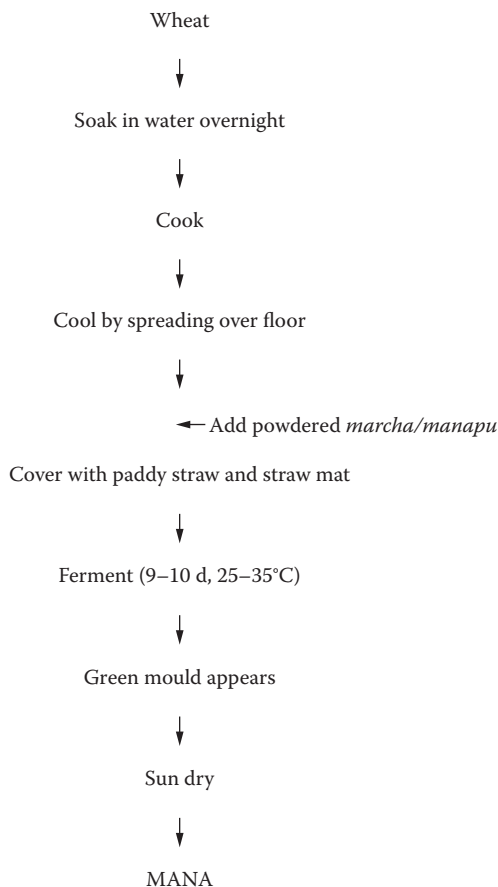 Wheat
Soak in water overnight
Cook
Cool by spreading over floor
Add powdered marcha/manapu
Cover with paddy straw and straw mat
Ferment (9–10 d, 25–35°C)
Green mould appears
Sun dry
MANA